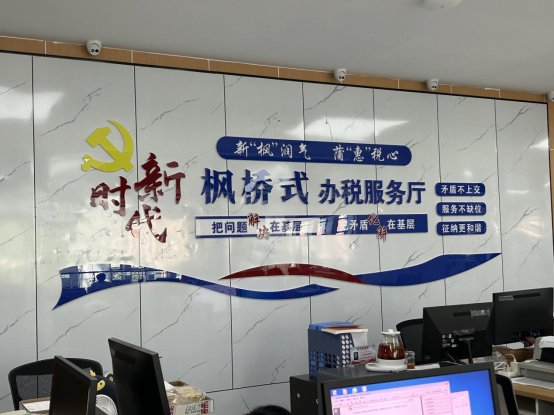 新“枫”润气 蒲“惠”税心
新时代
枫桥式 办税服务厅
把问题解决在基层 把矛盾化解在基层
矛盾不上交
服务不缺位
征纳更和谐